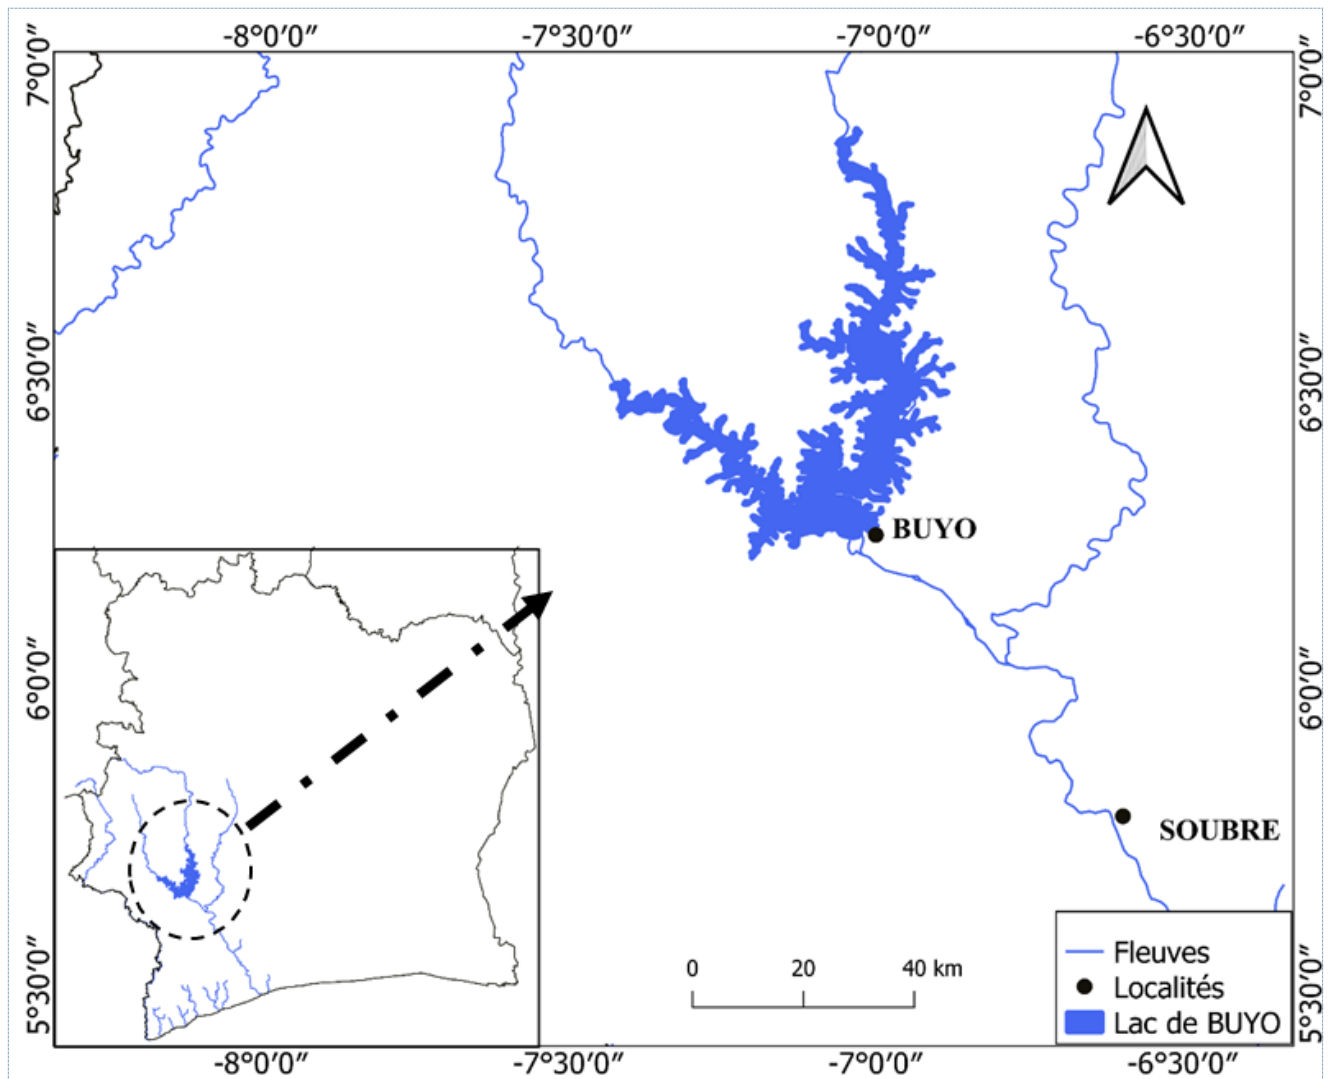 -8°0′0″ -7°30′0″ -7°0′0″ -6°30′0″
7°0′0″ 7°0′0″
6°30′0″ 6°30′0″
BUYO
6°0′0″ 6°0′0″
SOUBRE
0 20 40 km
Fleuves
Localités
Lac de BUYO
5°30′0″ 5°30′0″
-8°0′0″ -7°30′0″ -7°0′0″ -6°30′0″